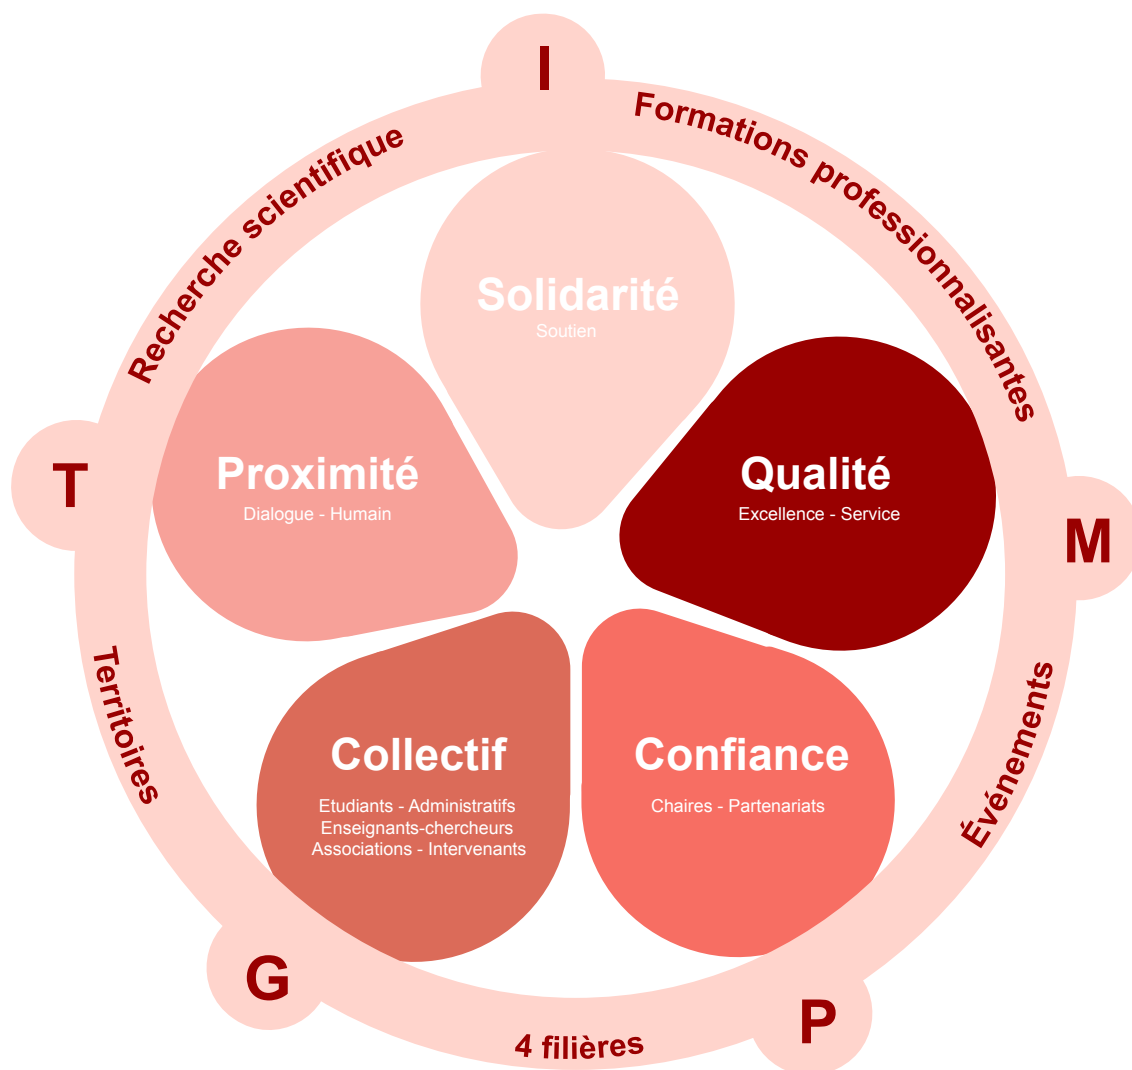 I
Formations professionnalisantes
M
Événements
P
4 filières
G
Territoires
T
Recherche scientifique
Solidarité
Soutien
Qualité
Excellence - Service
Confiance
Chaires - Partenariats
Collectif
Etudiants - Administratifs
Enseignants-chercheurs
Associations - Intervenants
Proximité
Dialogue - Humain